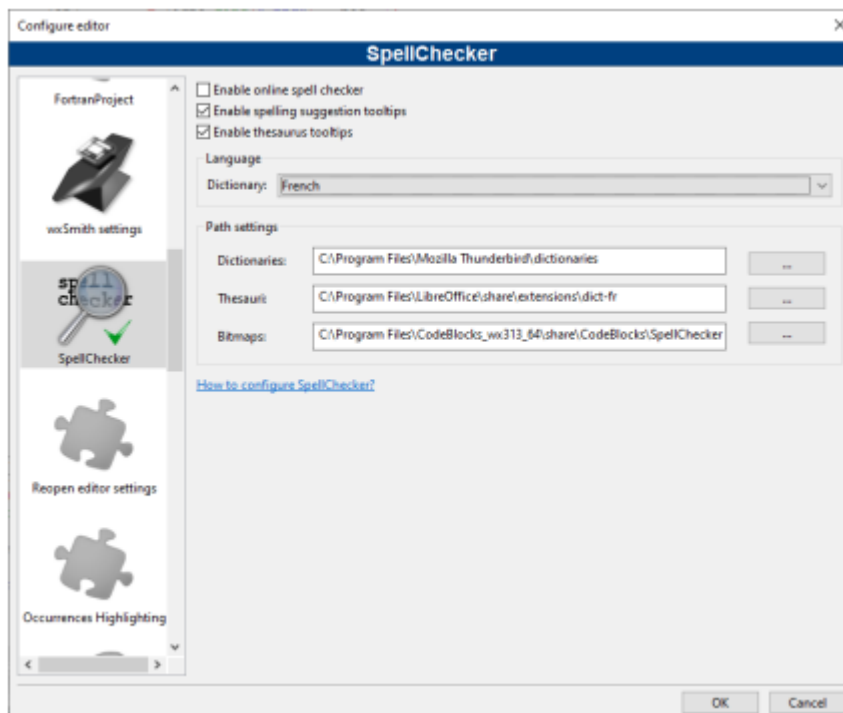 Configure editor
SpellChecker
FortranProject
wxSmith settings
spell
checker
SpellChecker
Reopen editor settings
Occurrences Highlighting
Enable online spell checker
Enable spelling suggestion tooltips
Enable thesaurus tooltips
Language
Dictionary: French
Path settings
Dictionaries: C:\Program Files\Mozilla Thunderbird\dictionaries ...
Thesauri: C:\Program Files\LibreOffice\share\extensions\dict-fr ...
Bitmaps: C:\Program Files\CodeBlocks_wx313_64\share\CodeBlocks\SpellChecker ...
How to configure SpellChecker?
OK Cancel